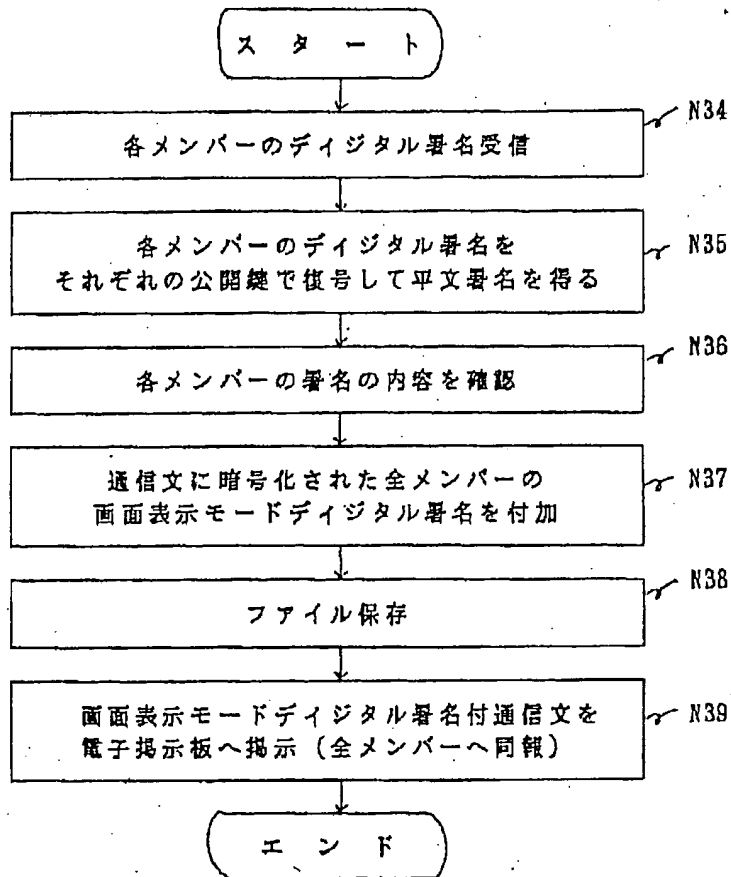 スタート
N34
各メンバーのディジタル署名受信
各メンバーのディジタル署名を
それぞれの公開鍵で復号して平文署名を得る
N35
N36
各メンバーの署名の内容を確認
通信文に暗号化された全メンバーの
画面表示モードディジタル署名を付加
N37
N38
ファイル保存
画面表示モードディジタル署名付通信文を
電子掲示板へ掲示(全メンバーへ同報)
N39
エンド